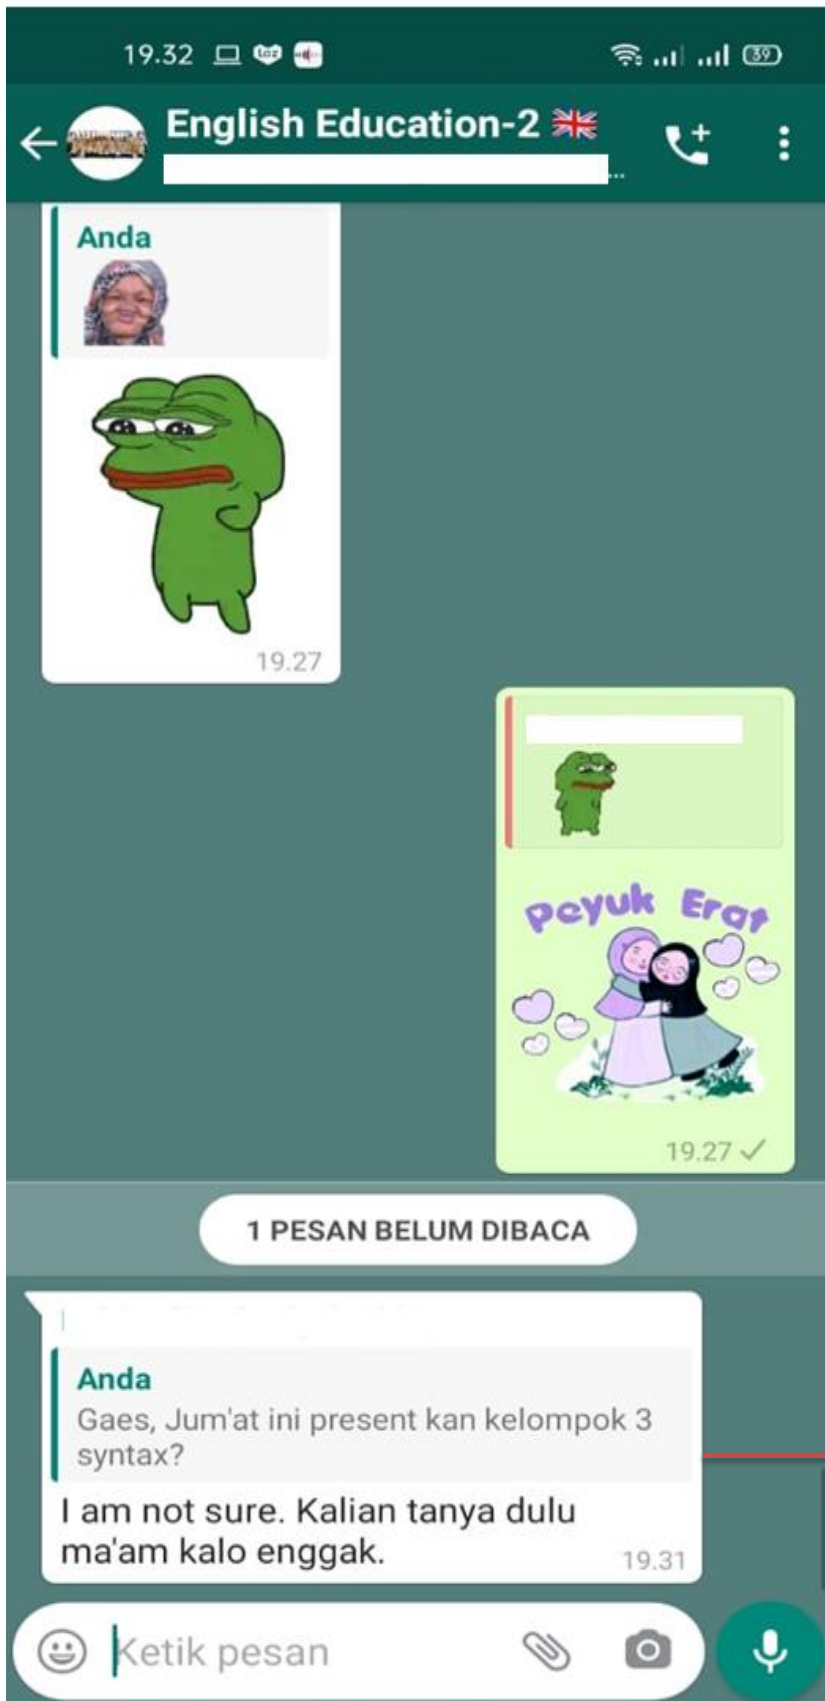 19.32
Laz
39
English Education-2
...
Anda
19.27
Peyuk Erat
19.27
1 PESAN BELUM DIBACA
Anda
Gaes, Jum'at ini present kan kelompok 3
syntax?
I am not sure. Kalian tanya dulu
ma'am kalo enggak.
19.31
Ketik pesan